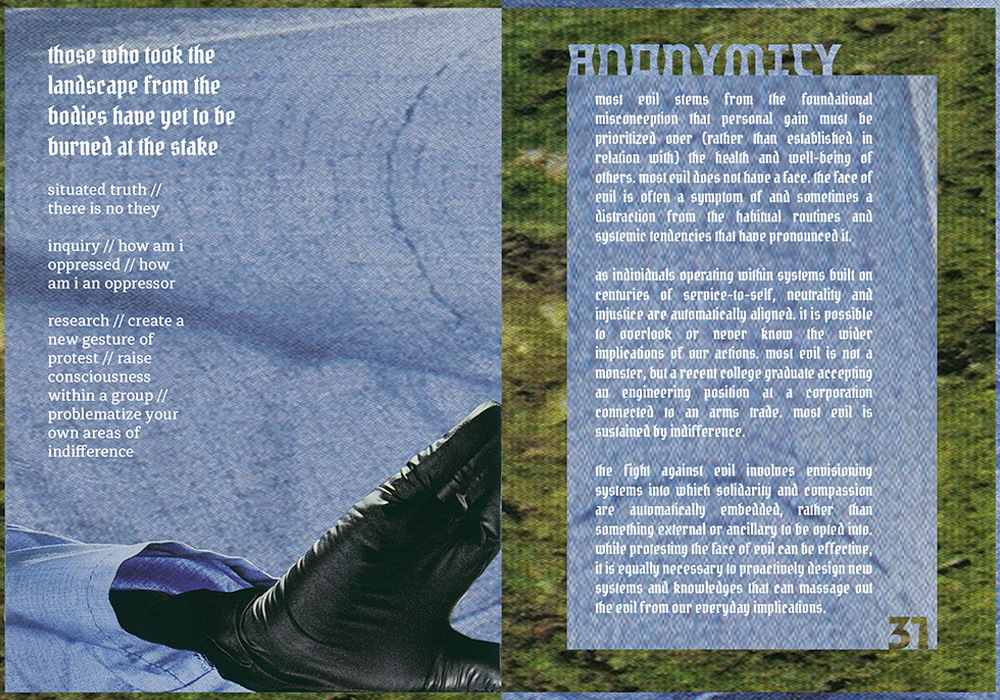 those who took the
landscape from the
bodies have yet to be
burned at the stake
situated truth //
there is no they
inquiry // how am i
oppressed // how
am i an oppressor
research // create a
new gesture of
protest // raise
consciousness
within a group //
problematize your
own areas of
indifference
ANONYMITY
most evil stems from the foundational
misconception that personal gain must be
prioritized over (rather than established in
relation with) the health and well-being of
others. most evil does not have a face. the face of
evil is often a symptom of and sometimes a
distraction from the habitual routines and
systemic tendencies that have pronounced it.
as individuals operating within systems built on
centuries of service-to-self, neutrality and
injustice are automatically aligned. it is possible
to overlook or never know the wider
implications of our actions. most evil is not a
monster, but a recent college graduate accepting
an engineering position at a corporation
connected to an arms trade. most evil is
sustained by indifference.
the fight against evil involves envisioning
systems into which solidarity and compassion
are automatically embedded, rather than
something external or ancillary to be opted into.
while protesting the face of evil can be effective,
it is equally necessary to proactively design new
systems and knowledges that can massage out
the evil from our everyday implications.
31